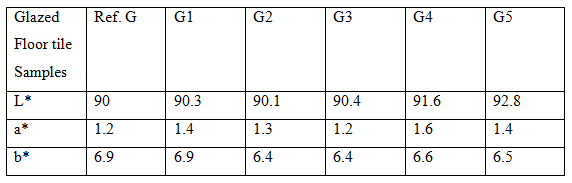 Glazed Floor tile Samples Ref. G G1 G2 G3 G4 G5
L* 90 90.3 90.1 90.4 91.6 92.8
a* 1.2 1.4 1.3 1.2 1.6 1.4
b* 6.9 6.9 6.4 6.4 6.6 6.5